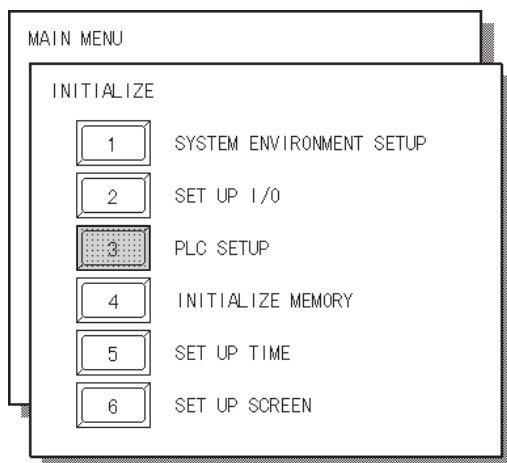 MAIN MENU
INITIALIZE
1 SYSTEM ENVIRONMENT SETUP
2 SET UP I/O
3 PLC SETUP
4 INITIALIZE MEMORY
5 SET UP TIME
6 SET UP SCREEN